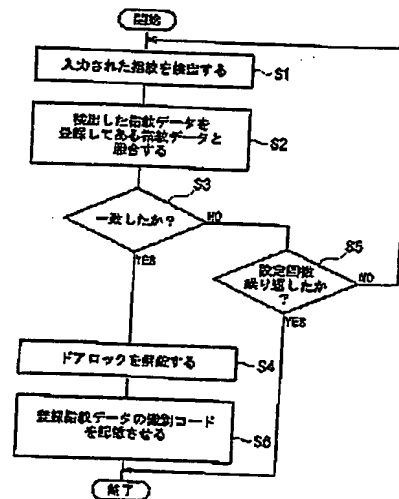 開始
入力された指紋を検出する
S1
検出した指紋データを
登録してある指紋データと
照合する
S2
S3
一致したか?
NO
YES
S5
設定回数
繰り返したか
?
NO
YES
ドアロックを解錠する
S4
登録指紋データの識別コード
を記憶させる
S6
終了